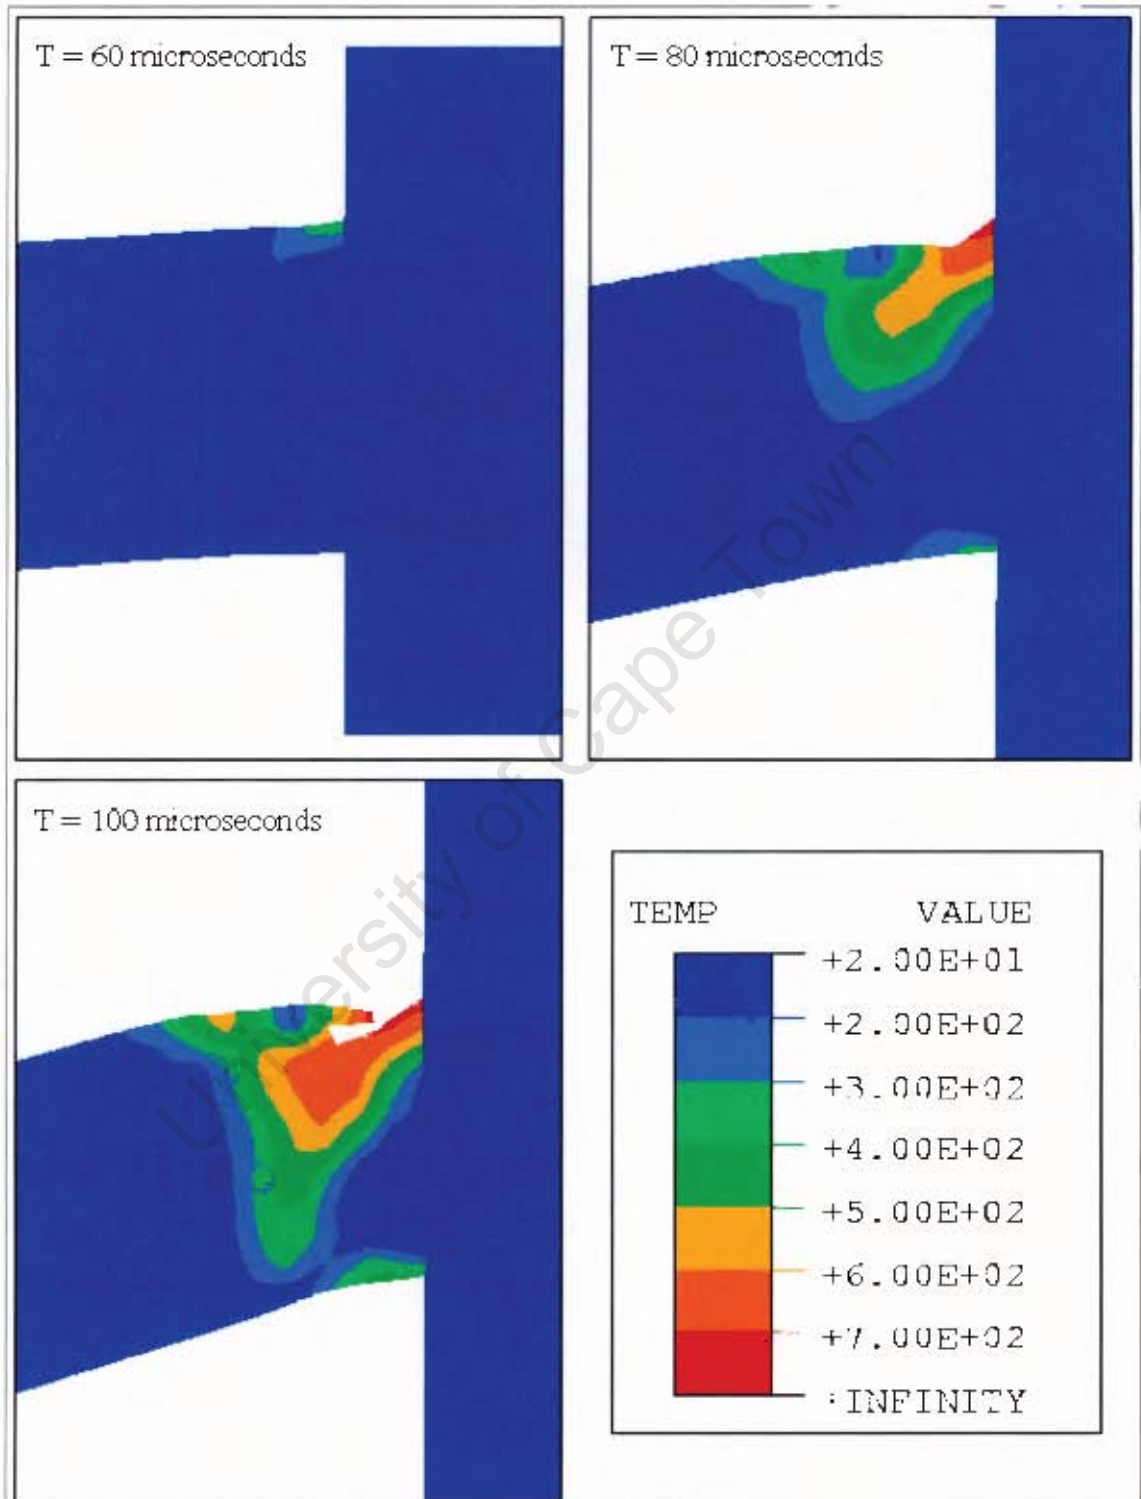 T = 60 microseconds
T = 80 microseconds
T = 100 microseconds
TEMP VALUE
+2.00E+01
+2.00E+02
+3.00E+02
+4.00E+02
+5.00E+02
+6.00E+02
+7.00E+02
+INFINITY
University of Cape Town